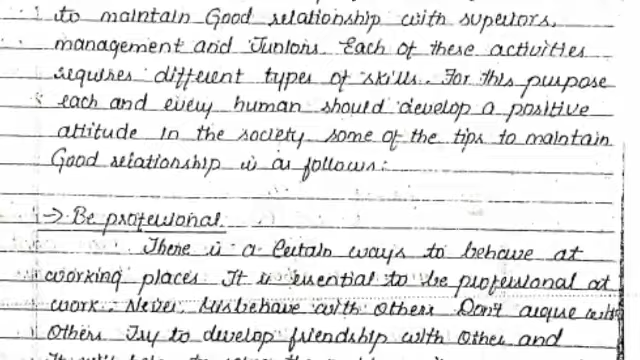 to maintain Good relationship with superiors,
management and Juniors. Each of these activities
requires different types of skills. For this purpose
each and every human should develop a positive
attitude in the society some of the tips to maintain
Good relationship is as follows:
-> Be professional.
There is a Certain ways to behave at
working places It is essential to be professional at
work. Never Misbehave with others Don't argue with
Others Try to develop friendship with Other and
It will help to